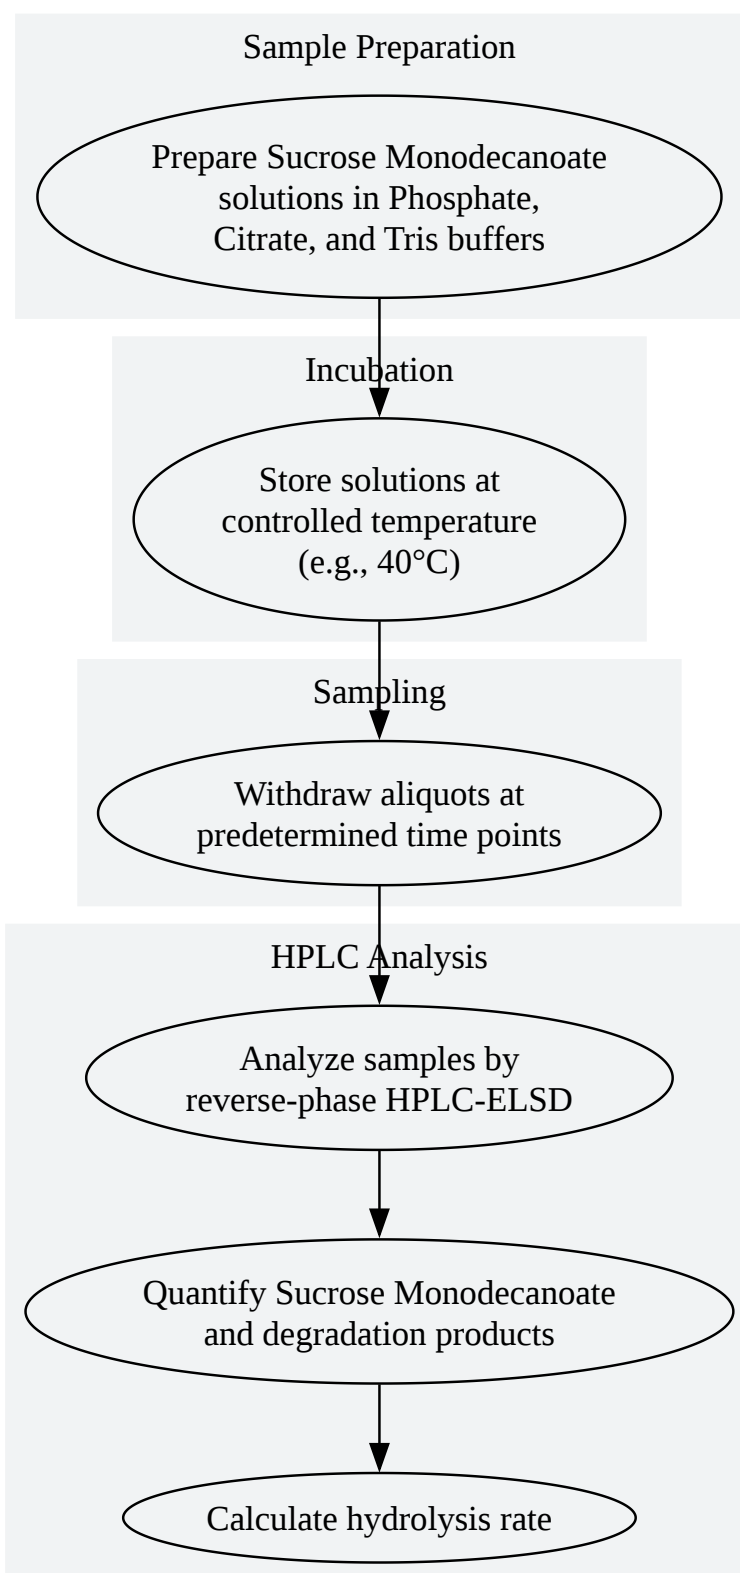 Sample Preparation
Prepare Sucrose Monodecanoate
solutions in Phosphate,
Citrate, and Tris buffers
Incubation
Store solutions at
controlled temperature
(e.g., 40°C)
Sampling
Withdraw aliquots at
predetermined time points
HPLC Analysis
Analyze samples by
reverse-phase HPLC-ELSD
Quantify Sucrose Monodecanoate
and degradation products
Calculate hydrolysis rate